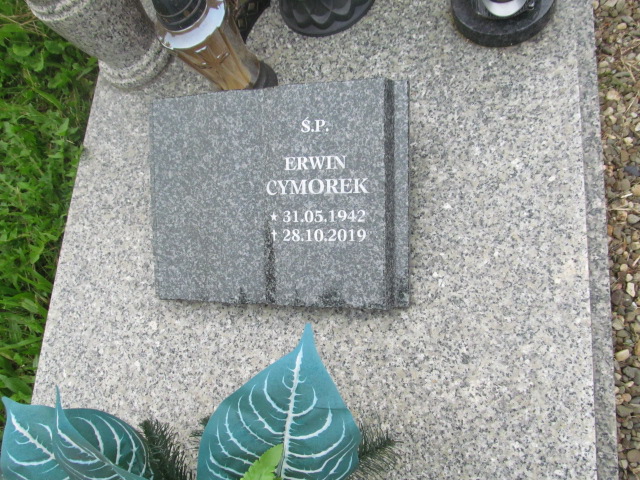 Ś.P.
ERWIN
CYMOREK
★ 31.05.1942
† 28.10.2019